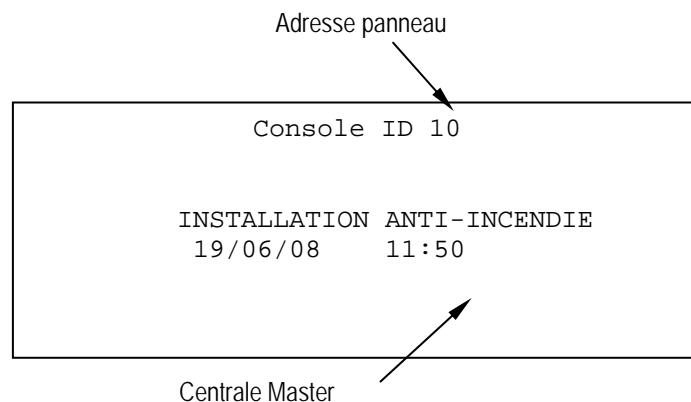 Adresse panneau
Console ID 10
INSTALLATION ANTI-INCENDIE
19/06/08 11:50
Centrale Master